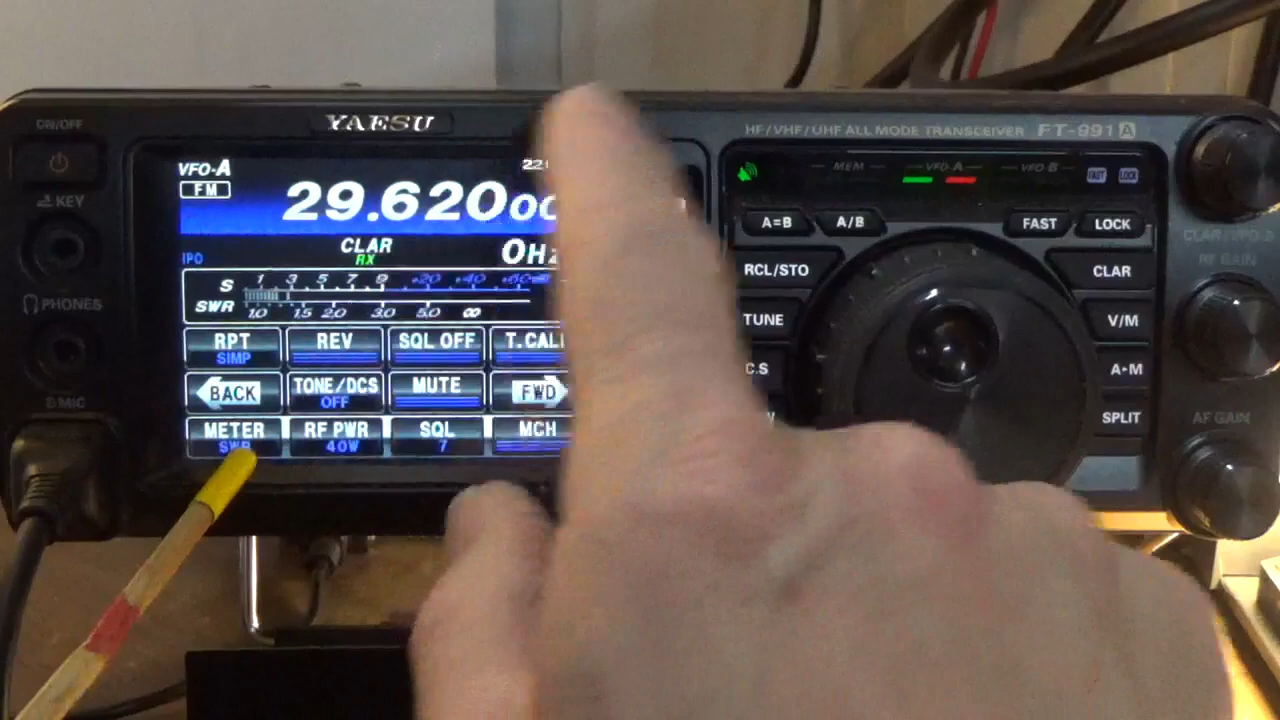 ON/OFF
YAESU
HF/VHF/UHF ALL MODE TRANSCEIVER FT-991A
VFO-A
22:
FM
29.620
MEM VFO-A VFO-B FAST LOCK
KEY
A=B A/B FAST LOCK
IPO
CLAR
RX
0Hz
RCL/STO
CLAR
RF GAIN
S 1 3 5 7 9 +20 +40 +60
SWR 1.0 1.5 2.0 3.0 5.0 ∞
PHONES
TUNE
V/M
RPT REV SQL OFF T.CALL
SIMP
C.S
A▸M
BACK TONE/DCS MUTE FWD
OFF
MIC
SPLIT
AF GAIN
METER RF PWR SQL MCH
SWR 40W 7